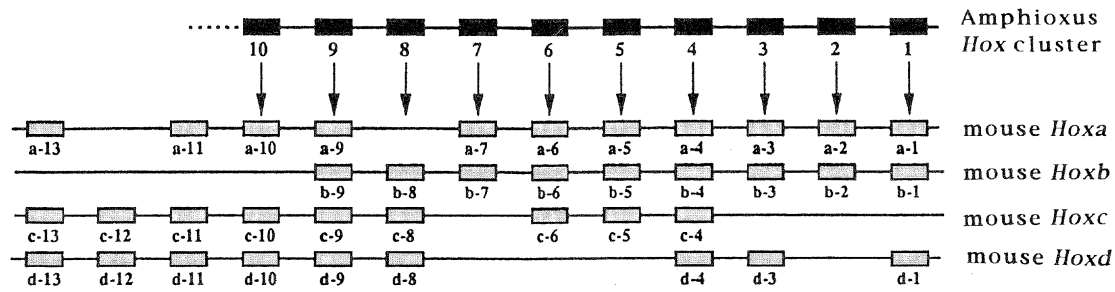 Amphioxus
Hox cluster
10 9 8 7 6 5 4 3 2 1
mouse Hoxa
a-13 a-11 a-10 a-9 a-7 a-6 a-5 a-4 a-3 a-2 a-1
mouse Hoxb
b-9 b-8 b-7 b-6 b-5 b-4 b-3 b-2 b-1
mouse Hoxc
c-13 c-12 c-11 c-10 c-9 c-8 c-6 c-5 c-4
mouse Hoxd
d-13 d-12 d-11 d-10 d-9 d-8 d-4 d-3 d-1